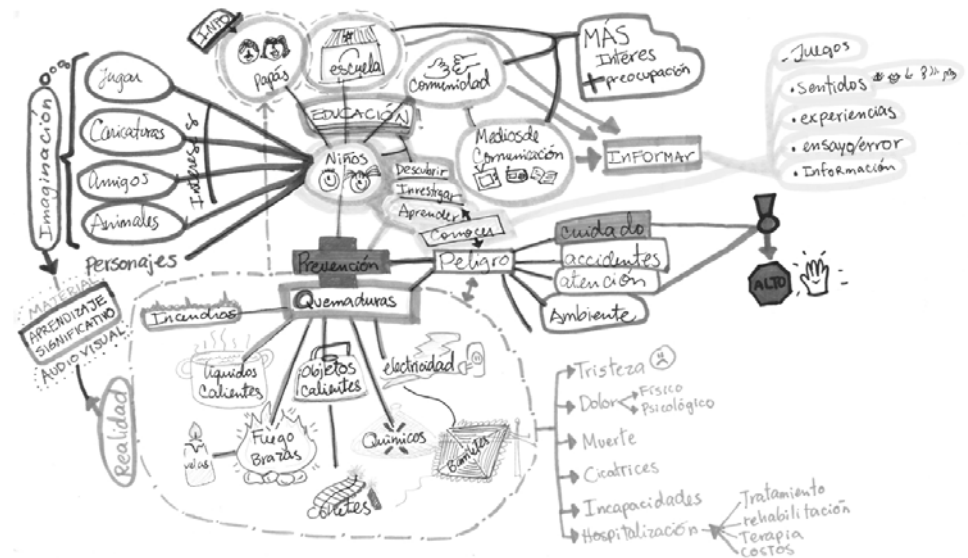 INFO
Papás
escuela
Comunidad
MÁS
Interés
+ preocupación
EDUCACIÓN
Medios de
Comunicación
INFORMAR
- Juegos
• Sentidos
• experiencias
• ensayo/error
• Información
Imaginación
Jugar
Caricaturas
Amigos
Animales
personajes
Intereses
Niños
Descubrir
Investigar
Aprender
Conocer
Prevención
Peligro
cuidado
accidentes
atención
Ambiente
ALTO
MATERIAL
APRENDIZAJE
SIGNIFICATIVO
AUDIOVISUAL
Realidad
Quemaduras
Incendios
Líquidos
Calientes
Objetos
Calientes
electricidad
velas
Fuego
Brazas
Químicos
Cohetes
Tristeza
Dolor
Físico
Psicológico
Muerte
Cicatrices
Incapacidades
Hospitalización
Tratamiento
rehabilitación
Terapia
COSTOS